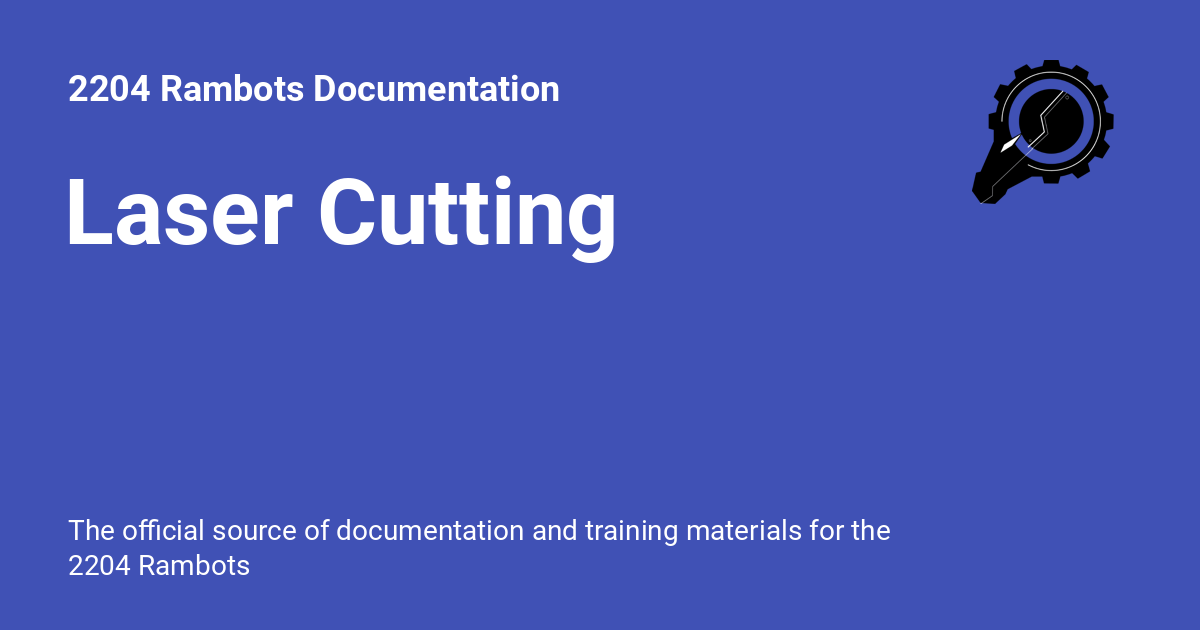 2204 Rambots Documentation
Laser Cutting
The official source of documentation and training materials for the
2204 Rambots